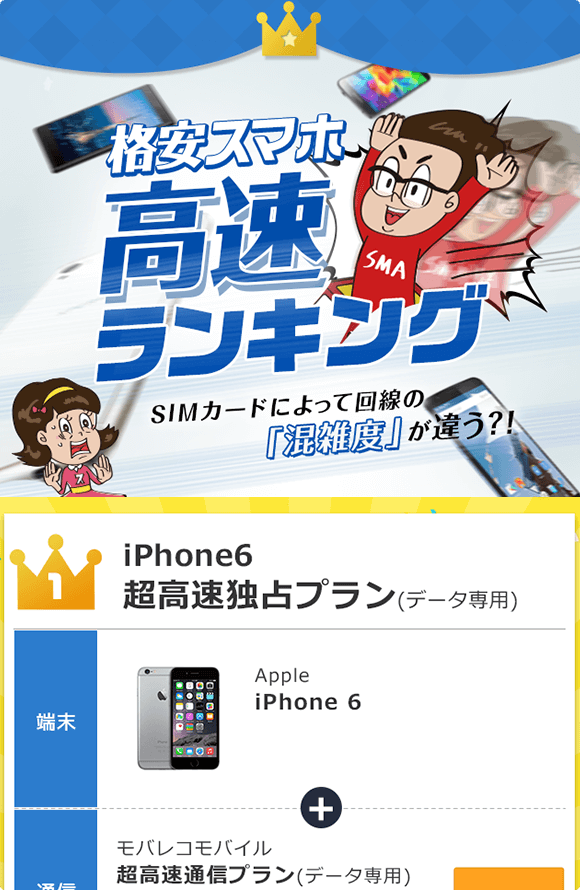 格安スマホ
高速
ランキング
SMA
SIMカードによって回線の
「混雑度」が違う?!
ス
1
iPhone6
超高速独占プラン(データ専用)
端末
Apple
iPhone 6
+
モバレコモバイル
通信
超高速通信プラン(データ専用)